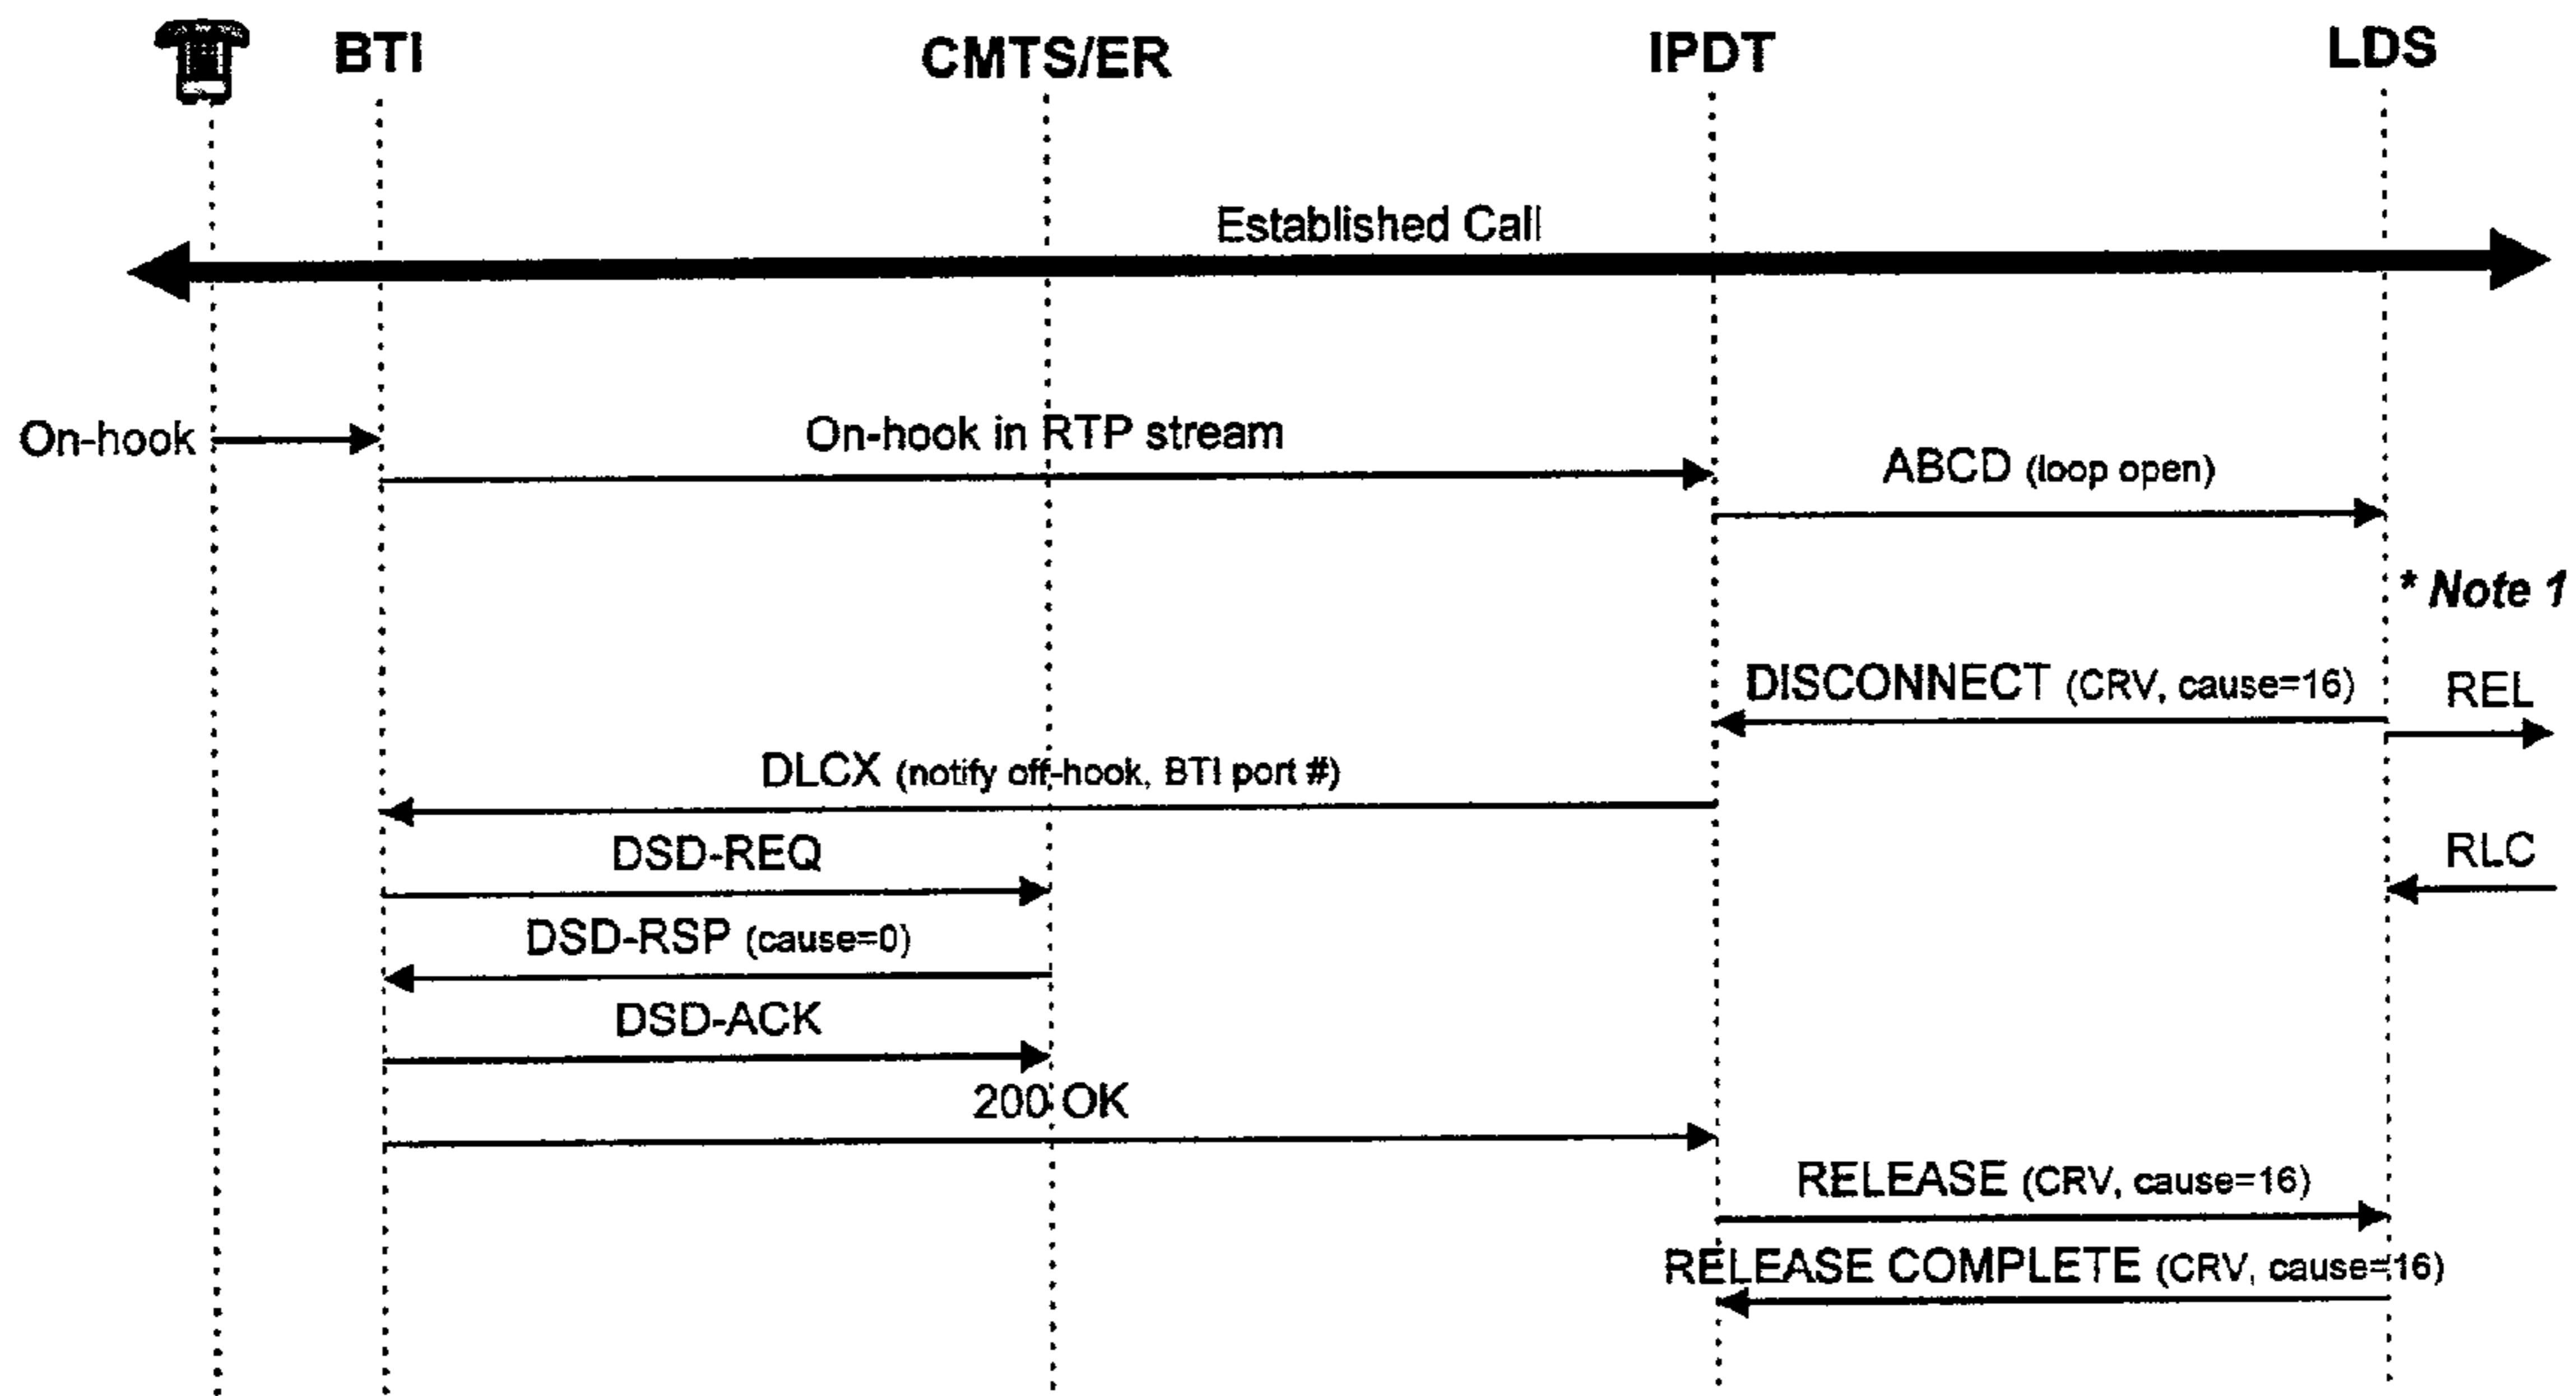 BTI
CMTS/ER
IPDT
LDS
Established Call
On-hook
On-hook in RTP stream
ABCD (loop open)
* Note 1
DISCONNECT (CRV, cause=16)
REL
DLCX (notify off-hook, BTI port #)
DSD-REQ
RLC
DSD-RSP (cause=0)
DSD-ACK
200 OK
RELEASE (CRV, cause=16)
RELEASE COMPLETE (CRV, cause=16)